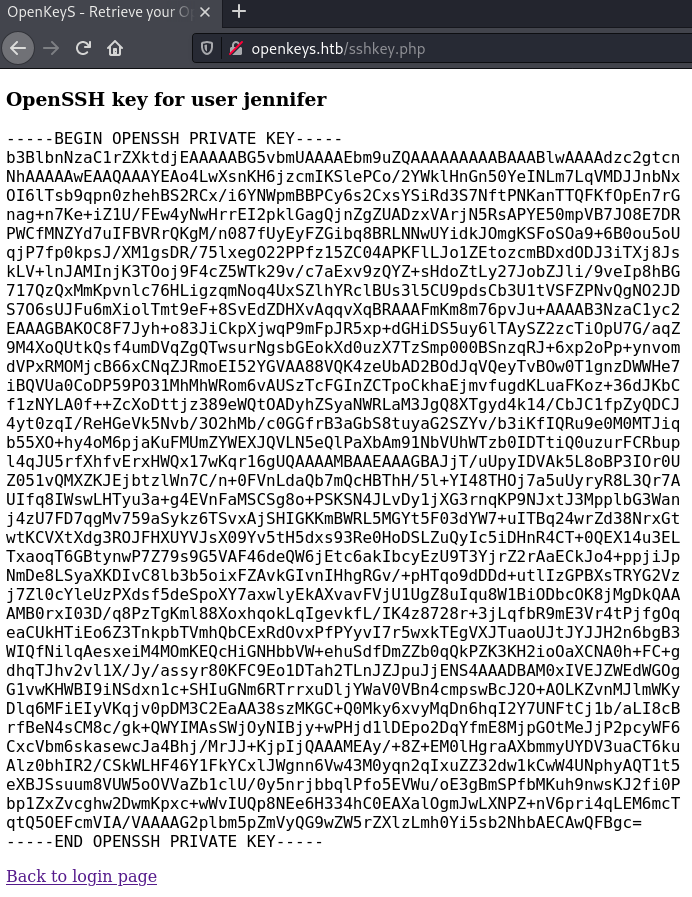 OpenKeyS - Retrieve your O
openkeys.htb/sshkey.php
OpenSSH key for user jennifer
-----BEGIN OPENSSH PRIVATE KEY-----
b3BlbnNzaC1rZXktdjEAAAAABG5vbmUAAAAEbm9uZQAAAAAAAAABAAABlwAAAAdzc2gtcn
NhAAAAAwEAAQAAAYEAo4LwXsnKH6jzcmIKSlePCo/2YWklHnGn50YeINLm7LqVMDJJnbNx
OI6lTsb9qpn0zhehBS2RCx/i6YNWpmBBPCy6s2CxsYSiRd3S7NftPNKanTTQFKfOpEn7rG
nag+n7Ke+iZ1U/FEw4yNwHrrEI2pklGagQjnZgZUADzxVArjN5RsAPYE50mpVB7JO8E7DR
PWCfMNZYd7uIFBVRrQKgM/n087fUyEyFZGibq8BRLNNwUYidkJOmgKSFoSOa9+6B0ou5oU
qjP7fp0kpsJ/XM1gsDR/75lxegO22PPfz15ZC04APKFlLJo1ZEtozcmBDxdODJ3iTXj8Js
kLV+lnJAMInjK3TOoj9F4cZ5WTk29v/c7aExv9zQYZ+sHdoZtLy27JobZJli/9veIp8hBG
717QzQxMmKpvnlc76HLigzqmNoq4UxSZlhYRclBUs3l5CU9pdsCb3U1tVSFZPNvQgNO2JD
S7O6sUJFu6mXiolTmt9eF+8SvEdZDHXvAqqvXqBRAAAFmKm8m76pvJu+AAAAB3NzaC1yc2
EAAAGBAKOC8F7Jyh+o83JiCkpXjwqP9mFpJR5xp+dGHiDS5uy6lTAySZ2zcTiOpU7G/aqZ
9M4XoQUtkQsf4umDVqZgQTwsurNgsbGEokXd0uzX7TzSmp000BSnzqRJ+6xp2oPp+ynvom
dVPxRMOMjcB66xCNqZJRmoEI52YGVAA88VQK4zeUbAD2BOdJqVQeyTvBOw0T1gnzDWWHe7
iBQVUa0CoDP59PO31MhMhWRom6vAUSzTcFGInZCTpoCkhaEjmvfugdKLuaFKoz+36dJKbC
f1zNYLA0f++ZcXoDttjz389eWQtOADyhZSyaNWRLaM3JgQ8XTgyd4k14/CbJC1fpZyQDCJ
4yt0zqI/ReHGeVk5Nvb/3O2hMb/c0GGfrB3aGbS8tuyaG2SZYv/b3iKfIQRu9e0M0MTJiq
b55XO+hy4oM6pjaKuFMUmZYWEXJQVLN5eQlPaXbAm91NbVUhWTzb0IDTtiQ0uzurFCRbup
l4qJU5rfXhfvErxHWQx17wKqr16gUQAAAAMBAAEAAAGBAJjT/uUpyIDVAk5L8oBP3IOr0U
Z051vQMXZKJEjbtzlWn7C/n+0FVnLdaQb7mQcHBThH/5l+YI48THOj7a5uUyryR8L3Qr7A
UIfq8IWswLHTyu3a+g4EVnFaMSCSg8o+PSKSN4JLvDy1jXG3rnqKP9NJxtJ3MpplbG3Wan
j4zU7FD7qgMv759aSykz6TSvxAjSHIGKKmBWRL5MGYt5F03dYW7+uITBq24wrZd38NrxGt
wtKCVXtXdg3ROJFHXUYVJsX09Yv5tH5dxs93Re0HoDSLZuQyIc5iDHnR4CT+0QEX14u3EL
TxaoqT6GBtynwP7Z79s9G5VAF46deQW6jEtc6akIbcyEzU9T3YjrZ2rAaECkJo4+ppjiJp
NmDe8LSyaXKDIvC8lb3b5oixFZAvkGIvnIHhgRGv/+pHTqo9dDDd+utlIzGPBXsTRYG2Vz
j7Zl0cYleUzPXdsf5deSpoXY7axwlyEkAXvavFVjU1UgZ8uIqu8W1BiODbcOK8jMgDkQAA
AMB0rxI03D/q8PzTgKml88XoxhqokLqIgevkfL/IK4z8728r+3jLqfbR9mE3Vr4tPjfgOq
eaCUkHTiEo6Z3TnkpbTVmhQbCExRdOvxPfPYyvI7r5wxkTEgVXJTuaoUJtJYJJH2n6bgB3
WIQfNilqAesxeiM4MOmKEQcHiGNHbbVW+ehuSdfDmZZb0qQkPZK3KH2ioOaXCNA0h+FC+g
dhqTJhv2vl1X/Jy/assyr80KFC9Eo1DTah2TLnJZJpuJjENS4AAADBAM0xIVEJZWEdWGOg
G1vwKHWBI9iNSdxn1c+SHIuGNm6RTrrxuDljYWaV0VBn4cmpswBcJ2O+AOLKZvnMJlmWKy
Dlq6MFiEIyVKqjv0pDM3C2EaAA38szMKGC+Q0Mky6xvyMqDn6hqI2Y7UNFtCj1b/aLI8cB
rfBeN4sCM8c/gk+QWYIMAsSWjOyNIBjy+wPHjd1lDEpo2DqYfmE8MjpGOtMeJjP2pcyWF6
CxcVbm6skasewcJa4Bhj/MrJJ+KjpIjQAAAMEAy/+8Z+EM0lHgraAXbmmyUYDV3uaCT6ku
Alz0bhIR2/CSkWLHF46Y1FkYCxlJWgnn6Vw43M0yqn2qIxuZZ32dw1kCwW4UNphyAQT1t5
eXBJSsuum8VUW5oOVVaZb1clU/0y5nrjbbqlPfo5EVWu/oE3gBmSPfbMKuh9nwsKJ2fi0P
bp1ZxZvcghw2DwmKpxc+wWvIUQp8NEe6H334hC0EAXalOgmJwLXNPZ+nV6pri4qLEM6mcT
qtQ5OEFcmVIA/VAAAAG2plbm5pZmVyQG9wZW5rZXlzLmh0Yi5sb2NhbAECAwQFBgc=
-----END OPENSSH PRIVATE KEY-----
Back to login page